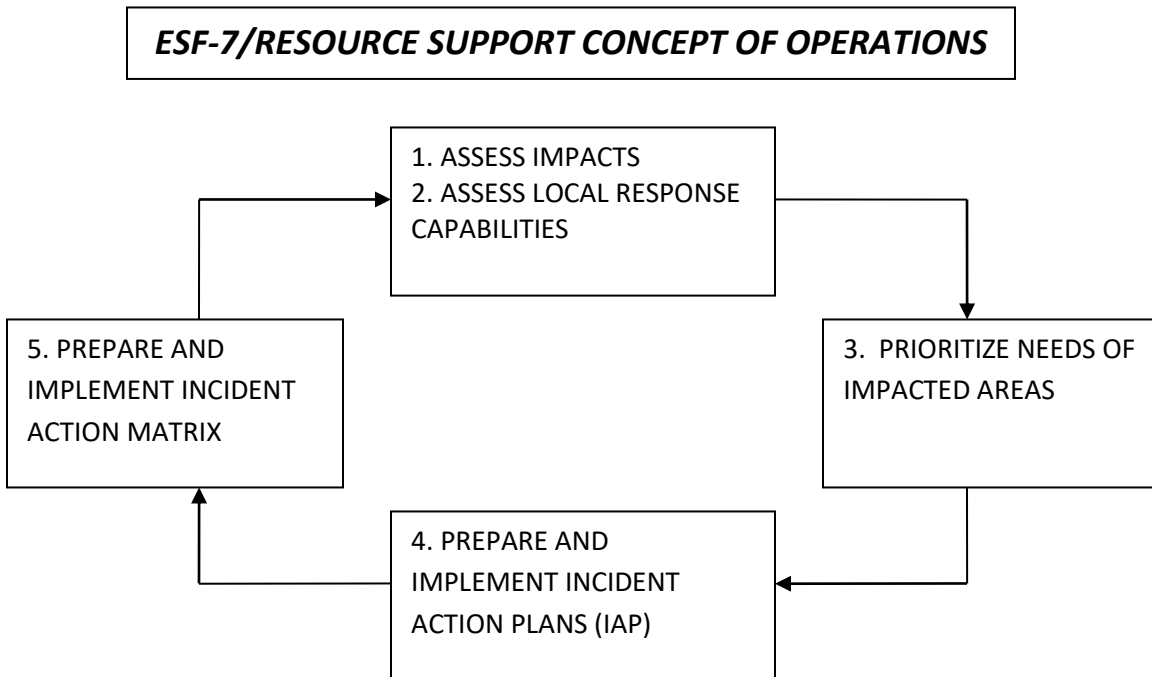 ESF-7/RESOURCE SUPPORT CONCEPT OF OPERATIONS
1. ASSESS IMPACTS
2. ASSESS LOCAL RESPONSE
CAPABILITIES
3. PRIORITIZE NEEDS OF
IMPACTED AREAS
4. PREPARE AND
IMPLEMENT INCIDENT
ACTION PLANS (IAP)
5. PREPARE AND
IMPLEMENT INCIDENT
ACTION MATRIX